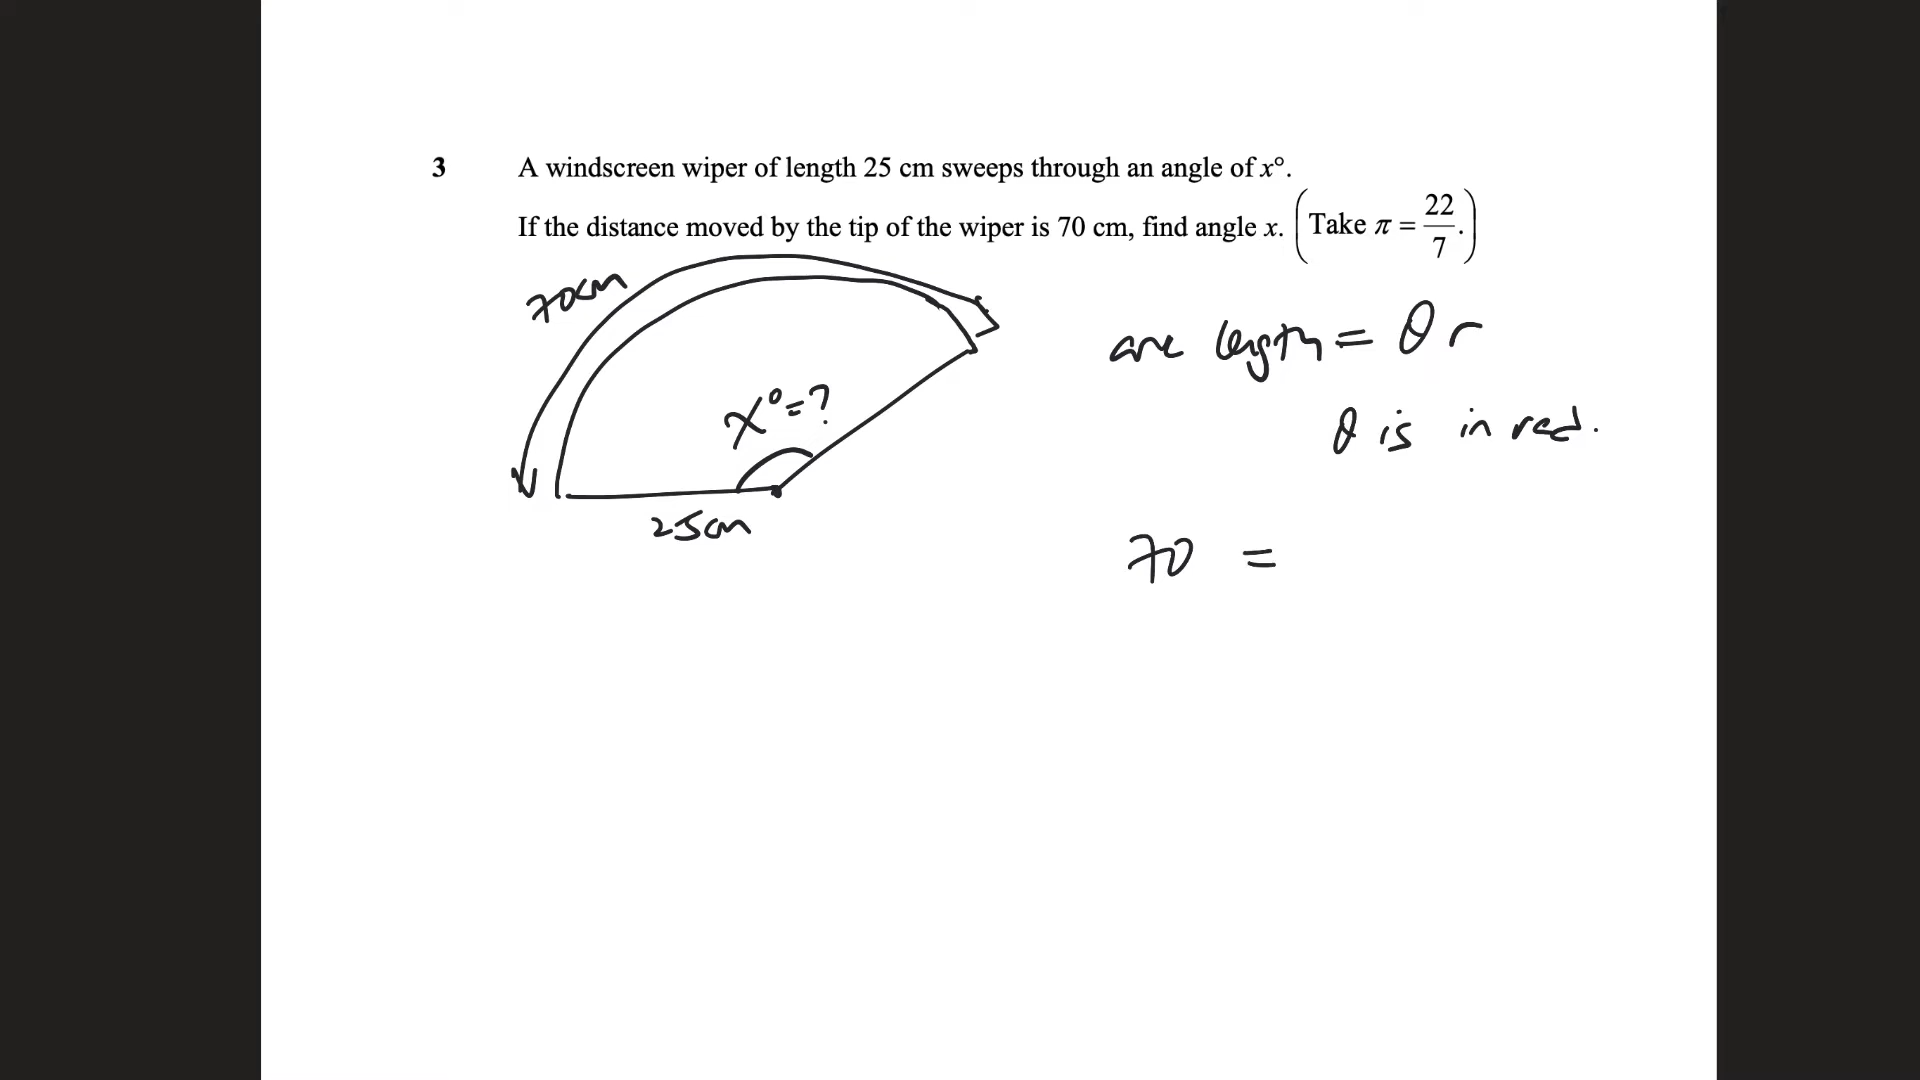 3 A windscreen wiper of length 25 cm sweeps through an angle of x°.
If the distance moved by the tip of the wiper is 70 cm, find angle x. (Take π = 22/7.)
70cm
arc length = θ r
x° = ?
θ is in rad.
25cm
70 =